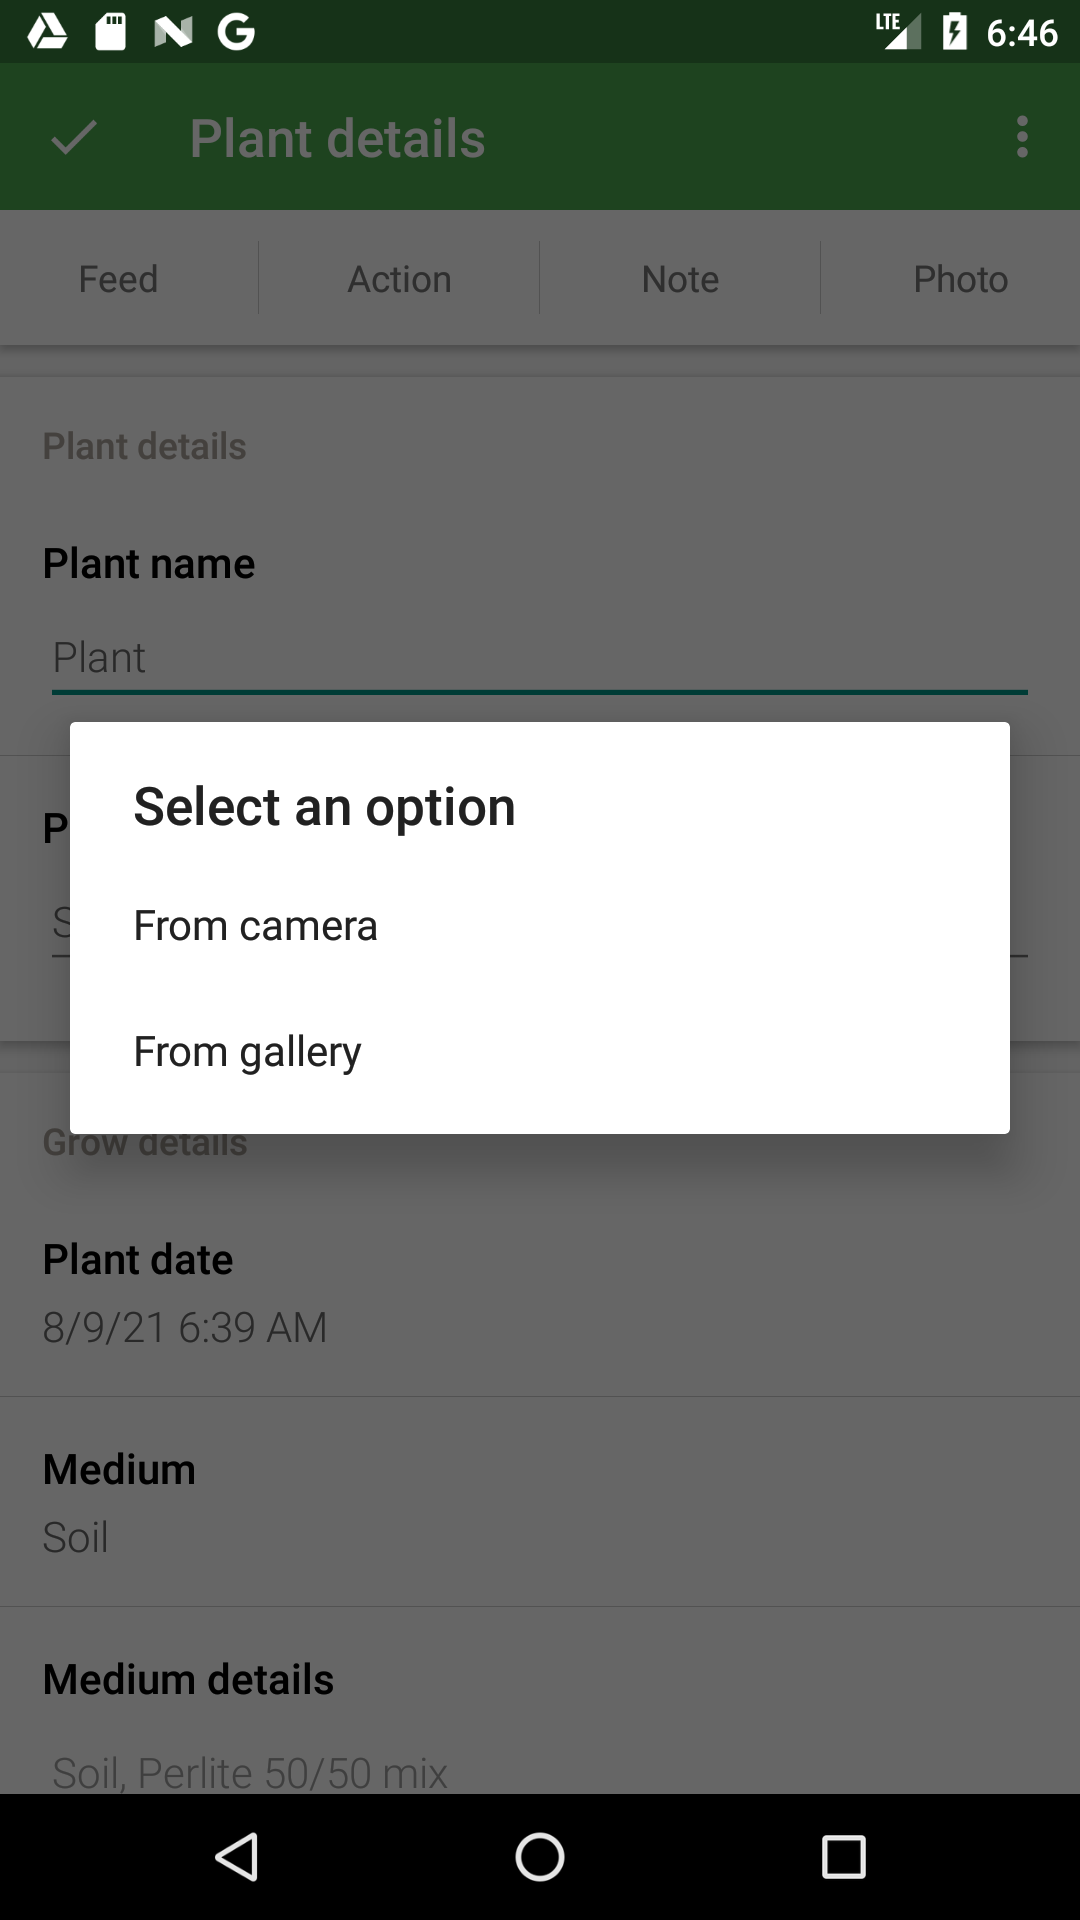 LTE 6:46
Plant details
Feed Action Note Photo
Plant details
Plant name
Plant
P
S
Select an option
From camera
From gallery
Grow details
Plant date
8/9/21 6:39 AM
Medium
Soil
Medium details
Soil, Perlite 50/50 mix